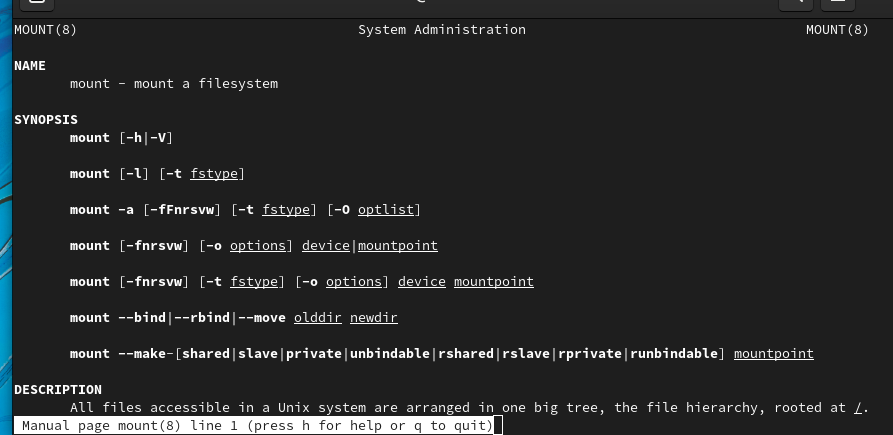 MOUNT(8) System Administration MOUNT(8)
NAME
mount - mount a filesystem
SYNOPSIS
mount [-h|-V]
mount [-l] [-t fstype]
mount -a [-fFnrsvw] [-t fstype] [-O optlist]
mount [-fnrsvw] [-o options] device|mountpoint
mount [-fnrsvw] [-t fstype] [-o options] device mountpoint
mount --bind|--rbind|--move olddir newdir
mount --make-[shared|slave|private|unbindable|rshared|rslave|rprivate|runbindable] mountpoint
DESCRIPTION
All files accessible in a Unix system are arranged in one big tree, the file hierarchy, rooted at /.
Manual page mount(8) line 1 (press h for help or q to quit)